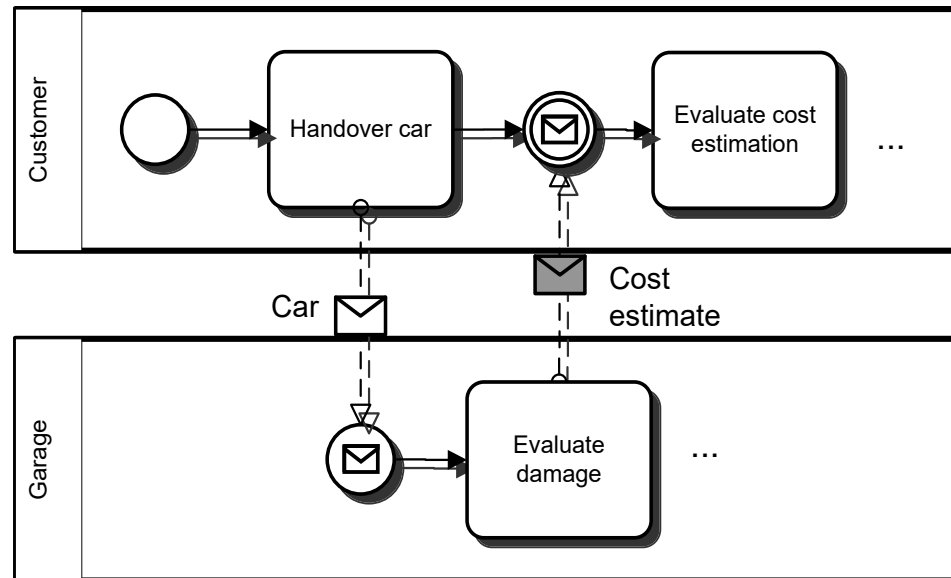 Customer
Handover car
Evaluate cost
estimation
...
Car
Cost
estimate
Garage
Evaluate
damage
...